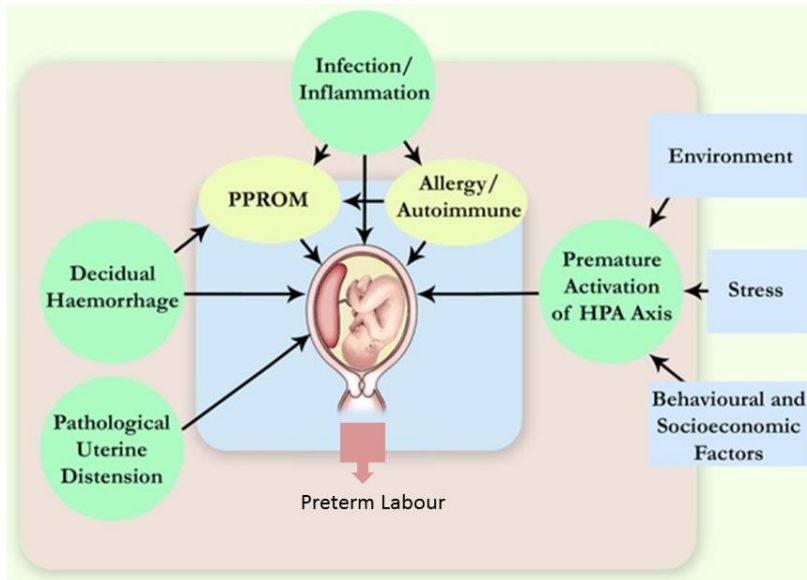 Infection/
Inflammation
PPROM
Allergy/
Autoimmune
Environment
Decidual
Haemorrhage
Premature
Activation
of HPA Axis
Stress
Pathological
Uterine
Distension
Behavioural and
Socioeconomic
Factors
Preterm Labour